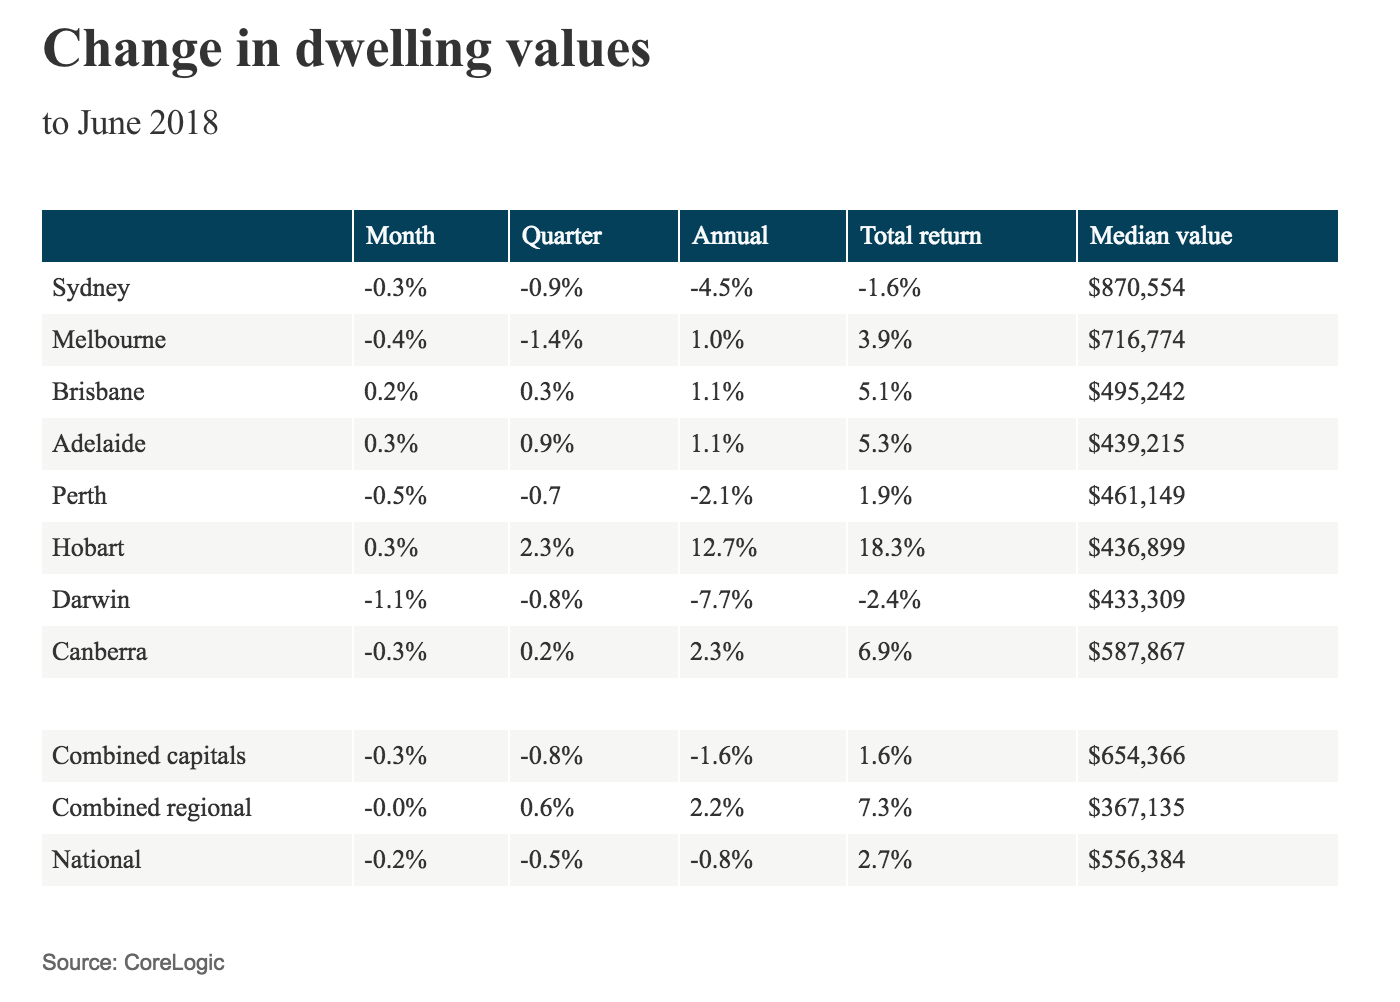 Change in dwelling values
to June 2018
Month Quarter Annual Total return Median value
Sydney -0.3% -0.9% -4.5% -1.6% $870,554
Melbourne -0.4% -1.4% 1.0% 3.9% $716,774
Brisbane 0.2% 0.3% 1.1% 5.1% $495,242
Adelaide 0.3% 0.9% 1.1% 5.3% $439,215
Perth -0.5% -0.7 -2.1% 1.9% $461,149
Hobart 0.3% 2.3% 12.7% 18.3% $436,899
Darwin -1.1% -0.8% -7.7% -2.4% $433,309
Canberra -0.3% 0.2% 2.3% 6.9% $587,867
Combined capitals -0.3% -0.8% -1.6% 1.6% $654,366
Combined regional -0.0% 0.6% 2.2% 7.3% $367,135
National -0.2% -0.5% -0.8% 2.7% $556,384
Source: CoreLogic